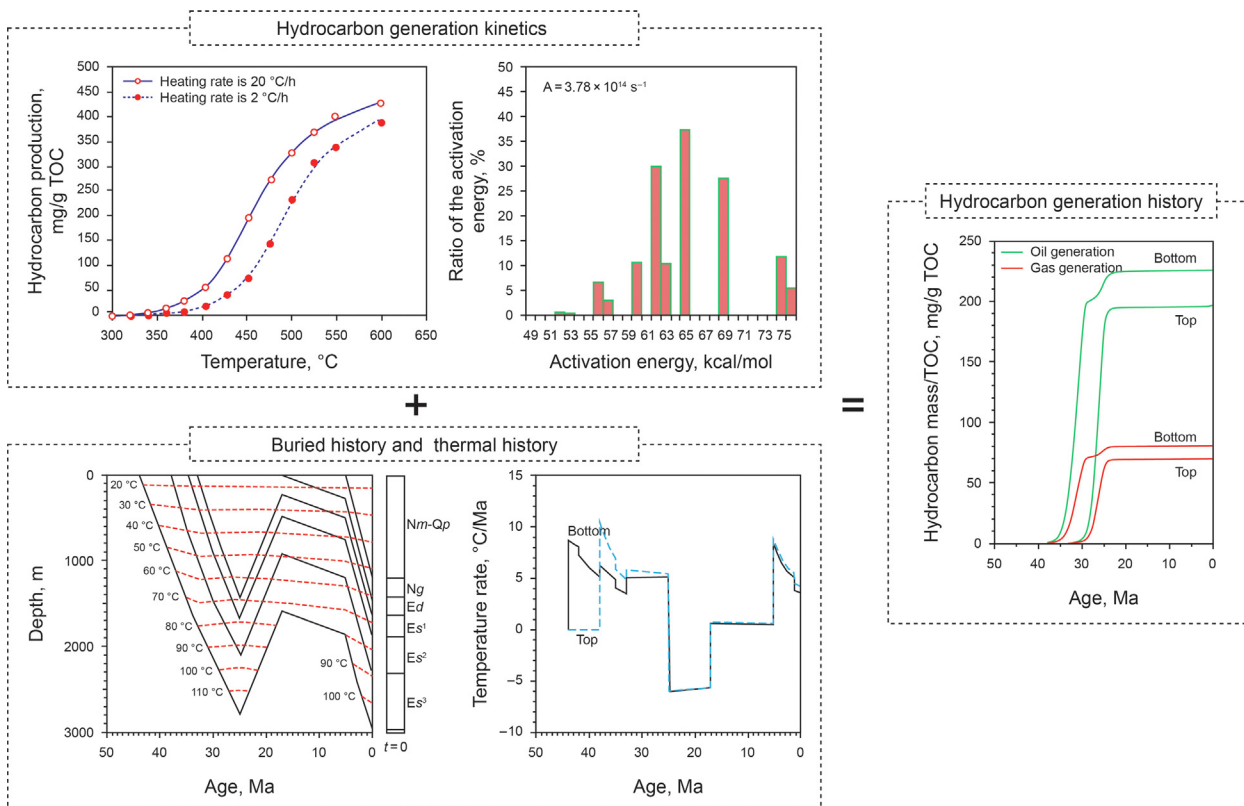 Hydrocarbon generation kinetics
Hydrocarbon production,
mg/g TOC
500
450
400
350
300
250
200
150
100
50
0
Heating rate is 20 °C/h
Heating rate is 2 °C/h
300 350 400 450 500 550 600 650
Temperature, °C
Ratio of the activation
energy, %
50
45
40
35
30
25
20
15
10
5
0
A = 3.78 × 10¹⁴ s⁻¹
49 51 53 55 57 59 61 63 65 67 69 71 73 75
Activation energy, kcal/mol
+
=
Buried history and thermal history
Depth, m
0
1000
2000
3000
20 °C
30 °C
40 °C
50 °C
60 °C
70 °C
80 °C
90 °C
100 °C
110 °C
90 °C
100 °C
Nm-Qp
Ng
Ed
Es¹
Es²
Es³
50 40 30 20 10 0
t = 0
Age, Ma
Temperature rate, °C/Ma
15
10
5
0
−5
−10
Bottom
Top
50 40 30 20 10 0
Age, Ma
Hydrocarbon generation history
Hydrocarbon mass/TOC, mg/g TOC
250
200
150
100
50
0
Oil generation
Gas generation
Bottom
Top
Bottom
Top
50 40 30 20 10 0
Age, Ma